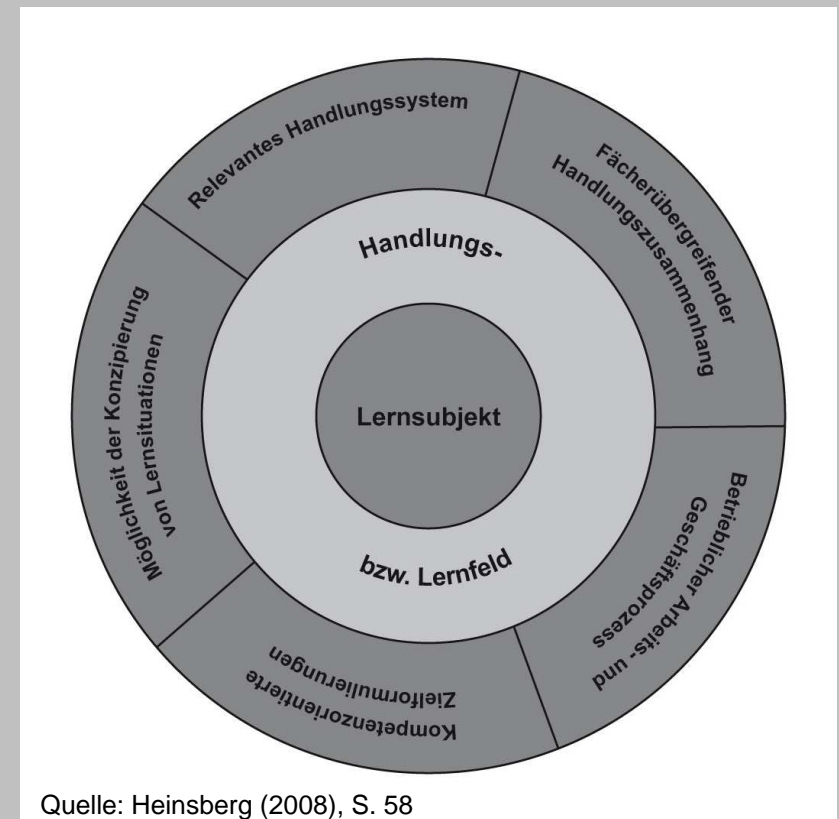 Relevantes Handlungssystem
Fächerübergreifender
Handlungszusammenhang
Betrieblicher Arbeits- und
Geschäftsprozess
Kompetenzorientierte
Zielformulierungen
Möglichkeit der Konzipierung
von Lernsituationen
Handlungs-
bzw. Lernfeld
Lernsubjekt
Quelle: Heinsberg (2008), S. 58